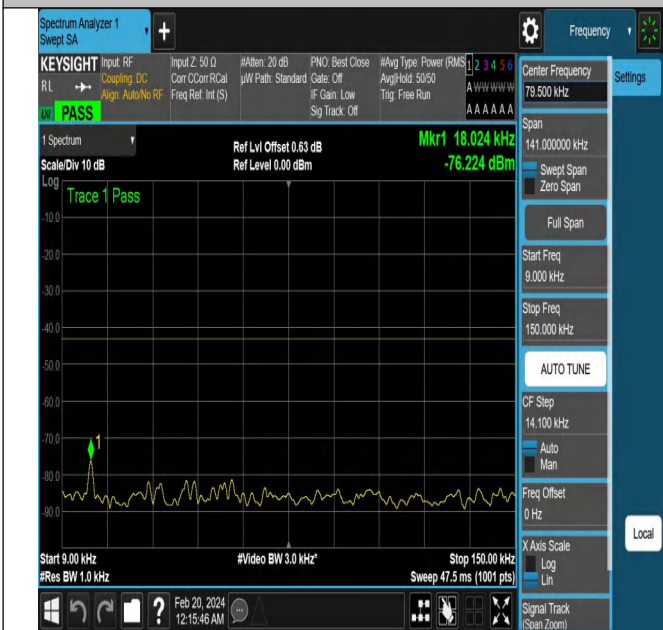 Spectrum Analyzer 1
Swept SA
+
Frequency
KEYSIGHT
RL
PASS
Input: RF
Coupling: DC
Align: Auto/No RF
Input Z: 50 Ω
Corr CCorr RCal
Freq Ref: Int (S)
#Atten: 20 dB
µW Path: Standard
PNO: Best Close
Gate: Off
IF Gain: Low
Sig Track: Off
#Avg Type: Power (RMS
Avg|Hold: 50/50
Trig: Free Run
1 2 3 4 5 6
A W W W W W
A A A A A A
1 Spectrum
Scale/Div 10 dB
Log
Ref Lvl Offset 0.63 dB
Ref Level 0.00 dBm
Mkr1 18.024 kHz
-76.224 dBm
Trace 1 Pass
-10.0
-20.0
-30.0
-40.0
-50.0
-60.0
-70.0
-80.0
-90.0
1
Start 9.00 kHz
#Res BW 1.0 kHz
#Video BW 3.0 kHz*
Stop 150.00 kHz
Sweep 47.5 ms (1001 pts)
?
Feb 20, 2024
12:15:46 AM
Center Frequency
79.500 kHz
Settings
Span
141.000000 kHz
Swept Span
Zero Span
Full Span
Start Freq
9.000 kHz
Stop Freq
150.000 kHz
AUTO TUNE
CF Step
14.100 kHz
Auto
Man
Freq Offset
0 Hz
X Axis Scale
Log
Lin
Local
Signal Track
(Span Zoom)